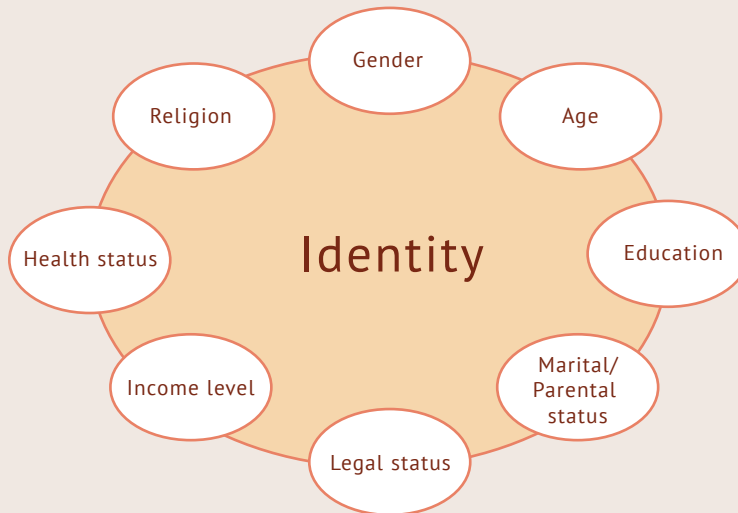 Gender
Religion
Age
Identity
Health status
Education
Income level
Marital/
Parental
status
Legal status